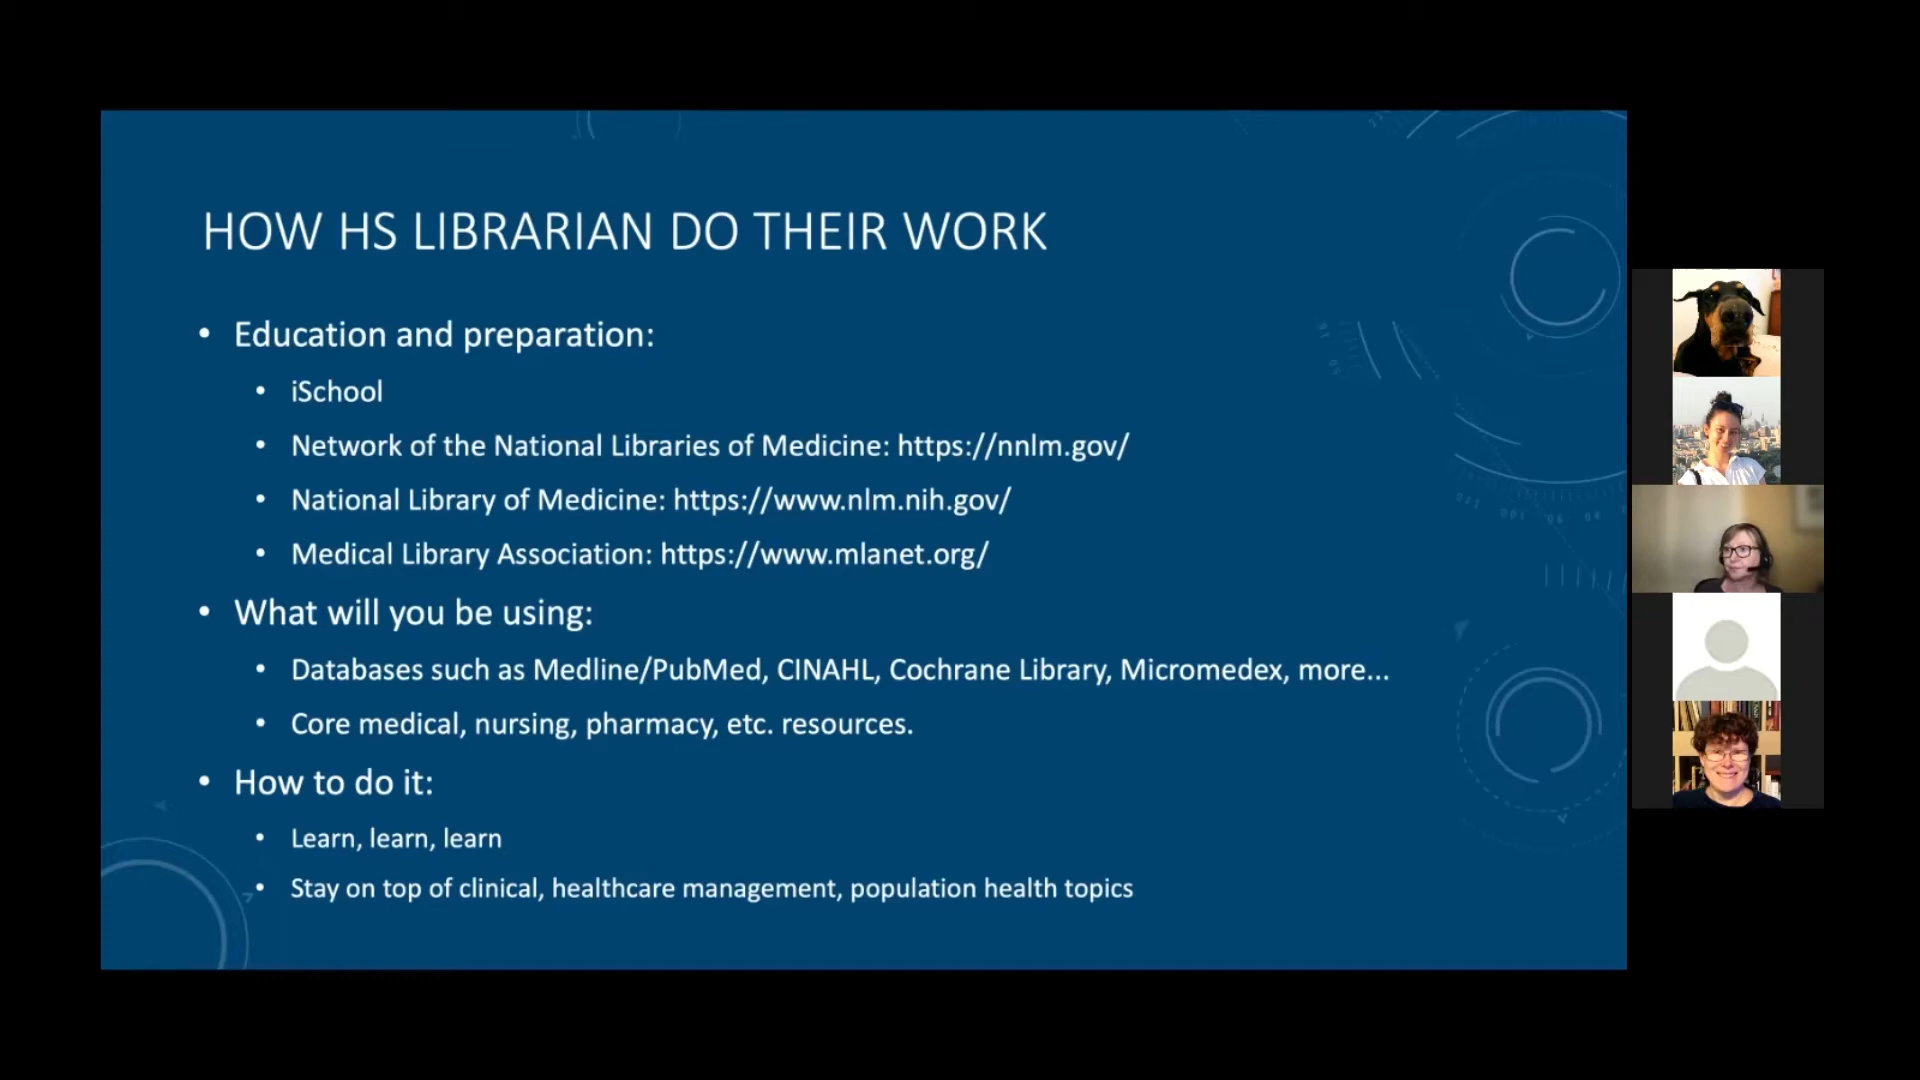 HOW HS LIBRARIAN DO THEIR WORK
• Education and preparation:
• iSchool
• Network of the National Libraries of Medicine: https://nnlm.gov/
• National Library of Medicine: https://www.nlm.nih.gov/
• Medical Library Association: https://www.mlanet.org/
• What will you be using:
• Databases such as Medline/PubMed, CINAHL, Cochrane Library, Micromedex, more...
• Core medical, nursing, pharmacy, etc. resources.
• How to do it:
• Learn, learn, learn
• Stay on top of clinical, healthcare management, population health topics